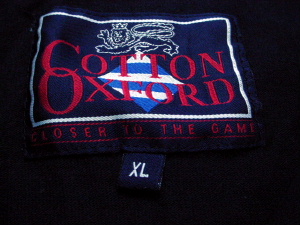 COTTON
OXFORD
CLOSER TO THE GAME
XL